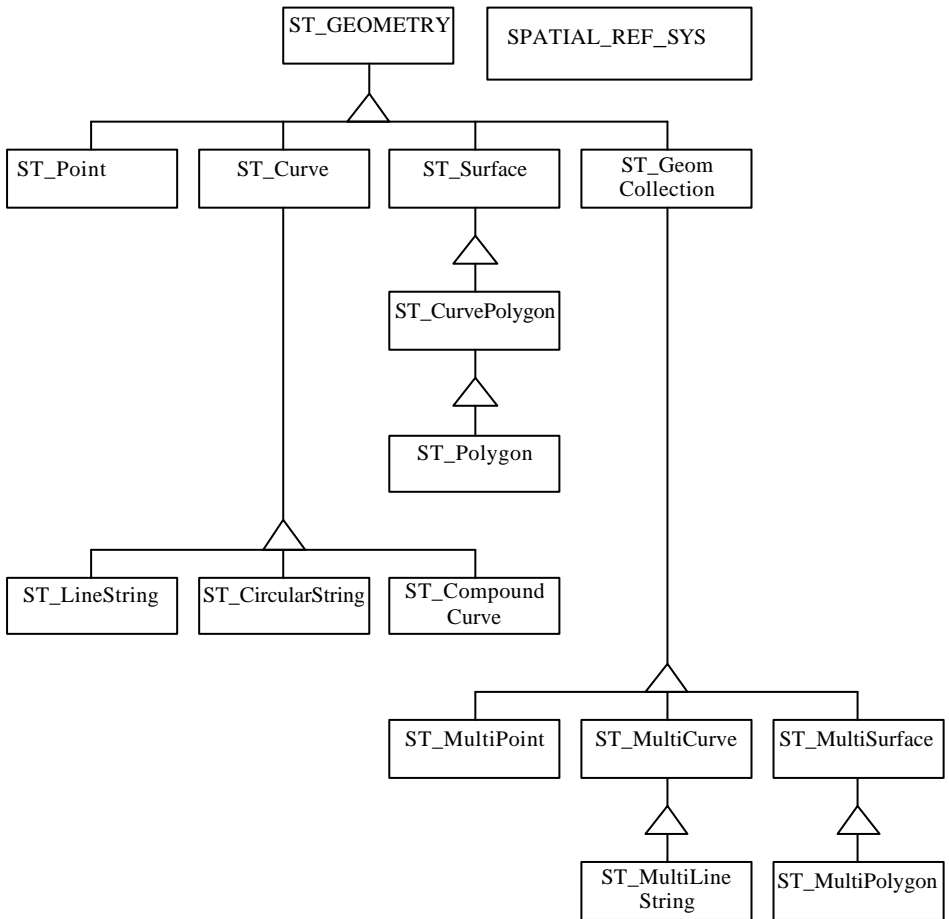 ST_GEOMETRY
SPATIAL_REF_SYS
ST_Point
ST_Curve
ST_Surface
ST_Geom
Collection
ST_CurvePolygon
ST_Polygon
ST_LineString
ST_CircularString
ST_Compound
Curve
ST_MultiPoint
ST_MultiCurve
ST_MultiSurface
ST_MultiLine
String
ST_MultiPolygon